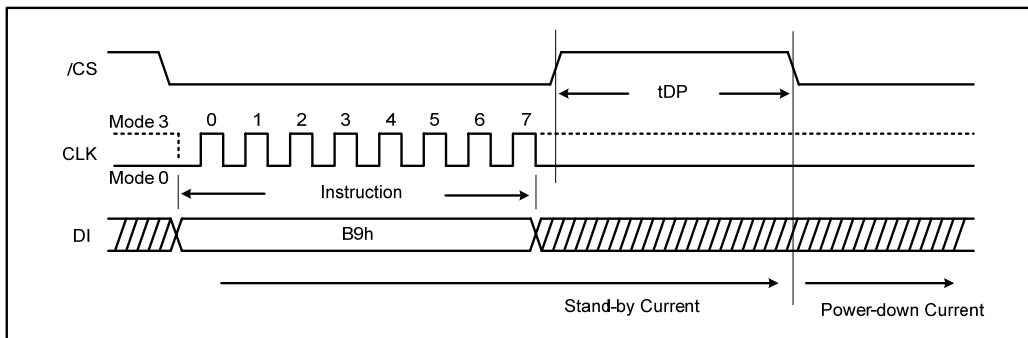 /CS
tDP
Mode 3
0 1 2 3 4 5 6 7
CLK
Mode 0
Instruction
DI
B9h
Stand-by Current
Power-down Current